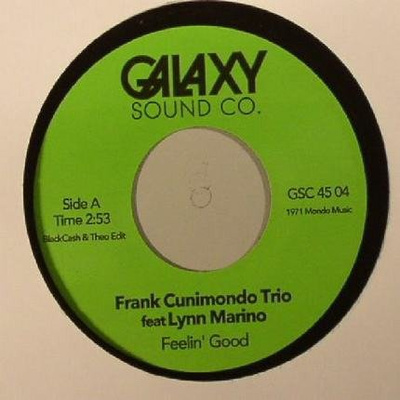 GALAXY
SOUND CO.
Side A
Time 2:53
BlackCash & Theo Edit
GSC 45 04
1971 Mondo Music
Frank Cunimondo Trio
feat Lynn Marino
Feelin' Good